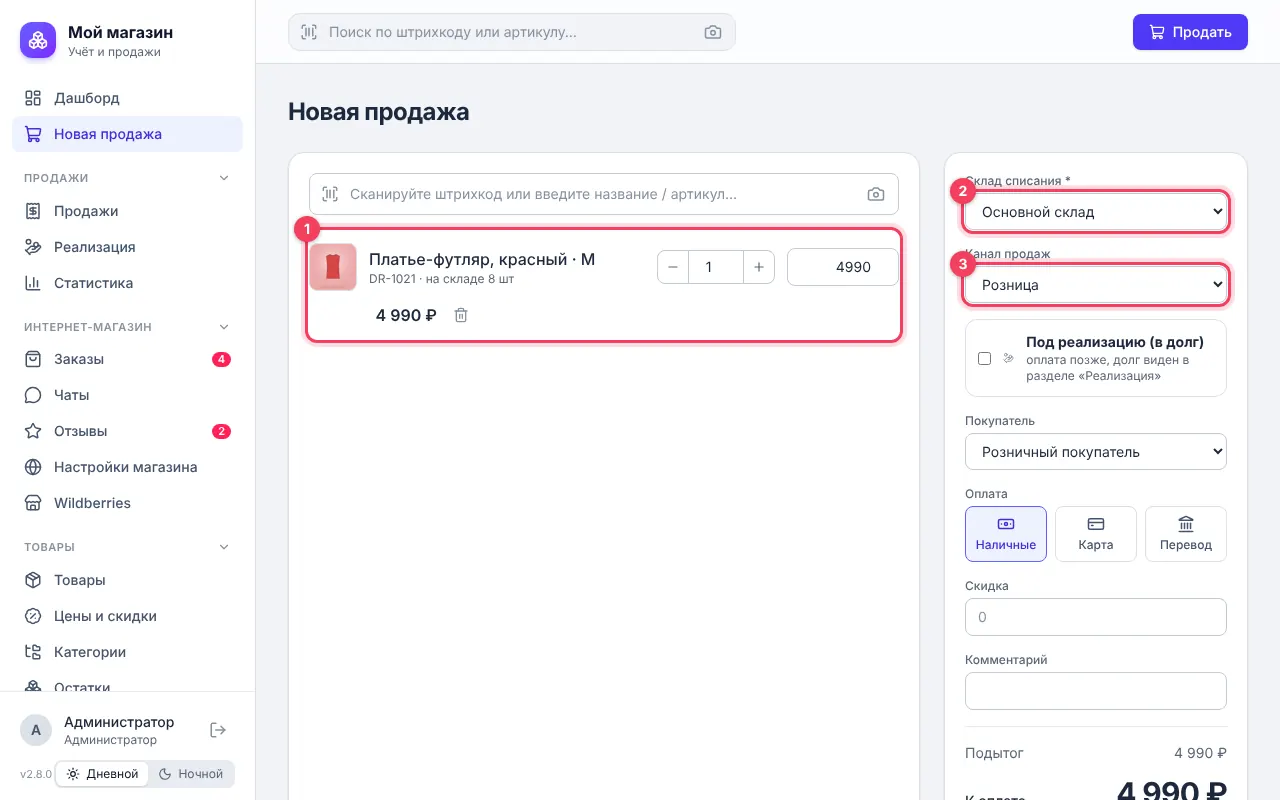 Мой магазин
Учёт и продажи
Поиск по штрихкоду или артикулу...
Продать
Дашборд
Новая продажа
ПРОДАЖИ
Продажи
Реализация
Статистика
ИНТЕРНЕТ-МАГАЗИН
Заказы 4
Чаты
Отзывы 2
Настройки магазина
Wildberries
ТОВАРЫ
Товары
Цены и скидки
Категории
Остатки
А Администратор
Администратор
v2.8.0 Дневной Ночной
Новая продажа
Сканируйте штрихкод или введите название / артикул...
1
Платье-футляр, красный · M
DR-1021 · на складе 8 шт
− 1 + 4990
4 990 ₽
Склад списания *
2
Основной склад
Канал продаж
3
Розница
Под реализацию (в долг)
оплата позже, долг виден в
разделе «Реализация»
Покупатель
Розничный покупатель
Оплата
Наличные Карта Перевод
Скидка
0
Комментарий
Подытог 4 990 ₽
К оплате 4 990 ₽